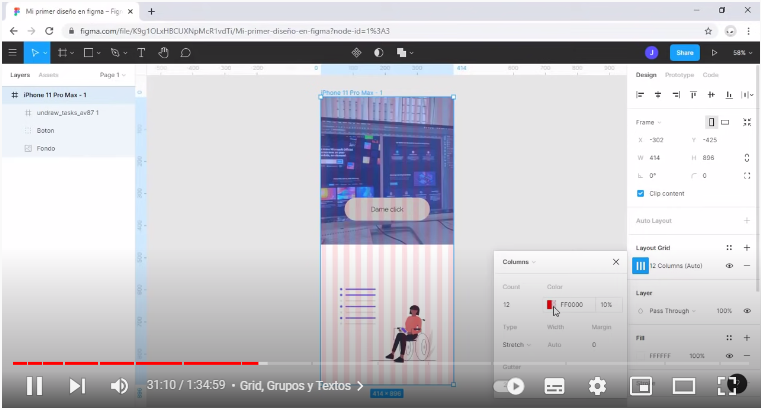 Mi primer diseño en figma – Fig
figma.com/file/K9g1OLxHBCUXNpMcR1vdTi/Mi-primer-diseño-en-figma?node-id=1%3A3
J
Share
58%
Layers Assets Page 1
0 414
Design Prototype Code
iPhone 11 Pro Max - 1
undraw_tasks_av87 1
Boton
Fondo
iPhone 11 Pro Max - 1
Dame click
414 × 896
Frame
X -302 Y -425
W 414 H 896
0° 0
Clip content
Auto Layout
Layout Grid
12 Columns (Auto)
Layer
Pass Through 100%
Fill
FFFFFF 100%
Columns
Count Color
12 FF0000 10%
Type Width Margin
Stretch Auto 0
Gutter
31:10 / 1:34:59 • Grid, Grupos y Textos